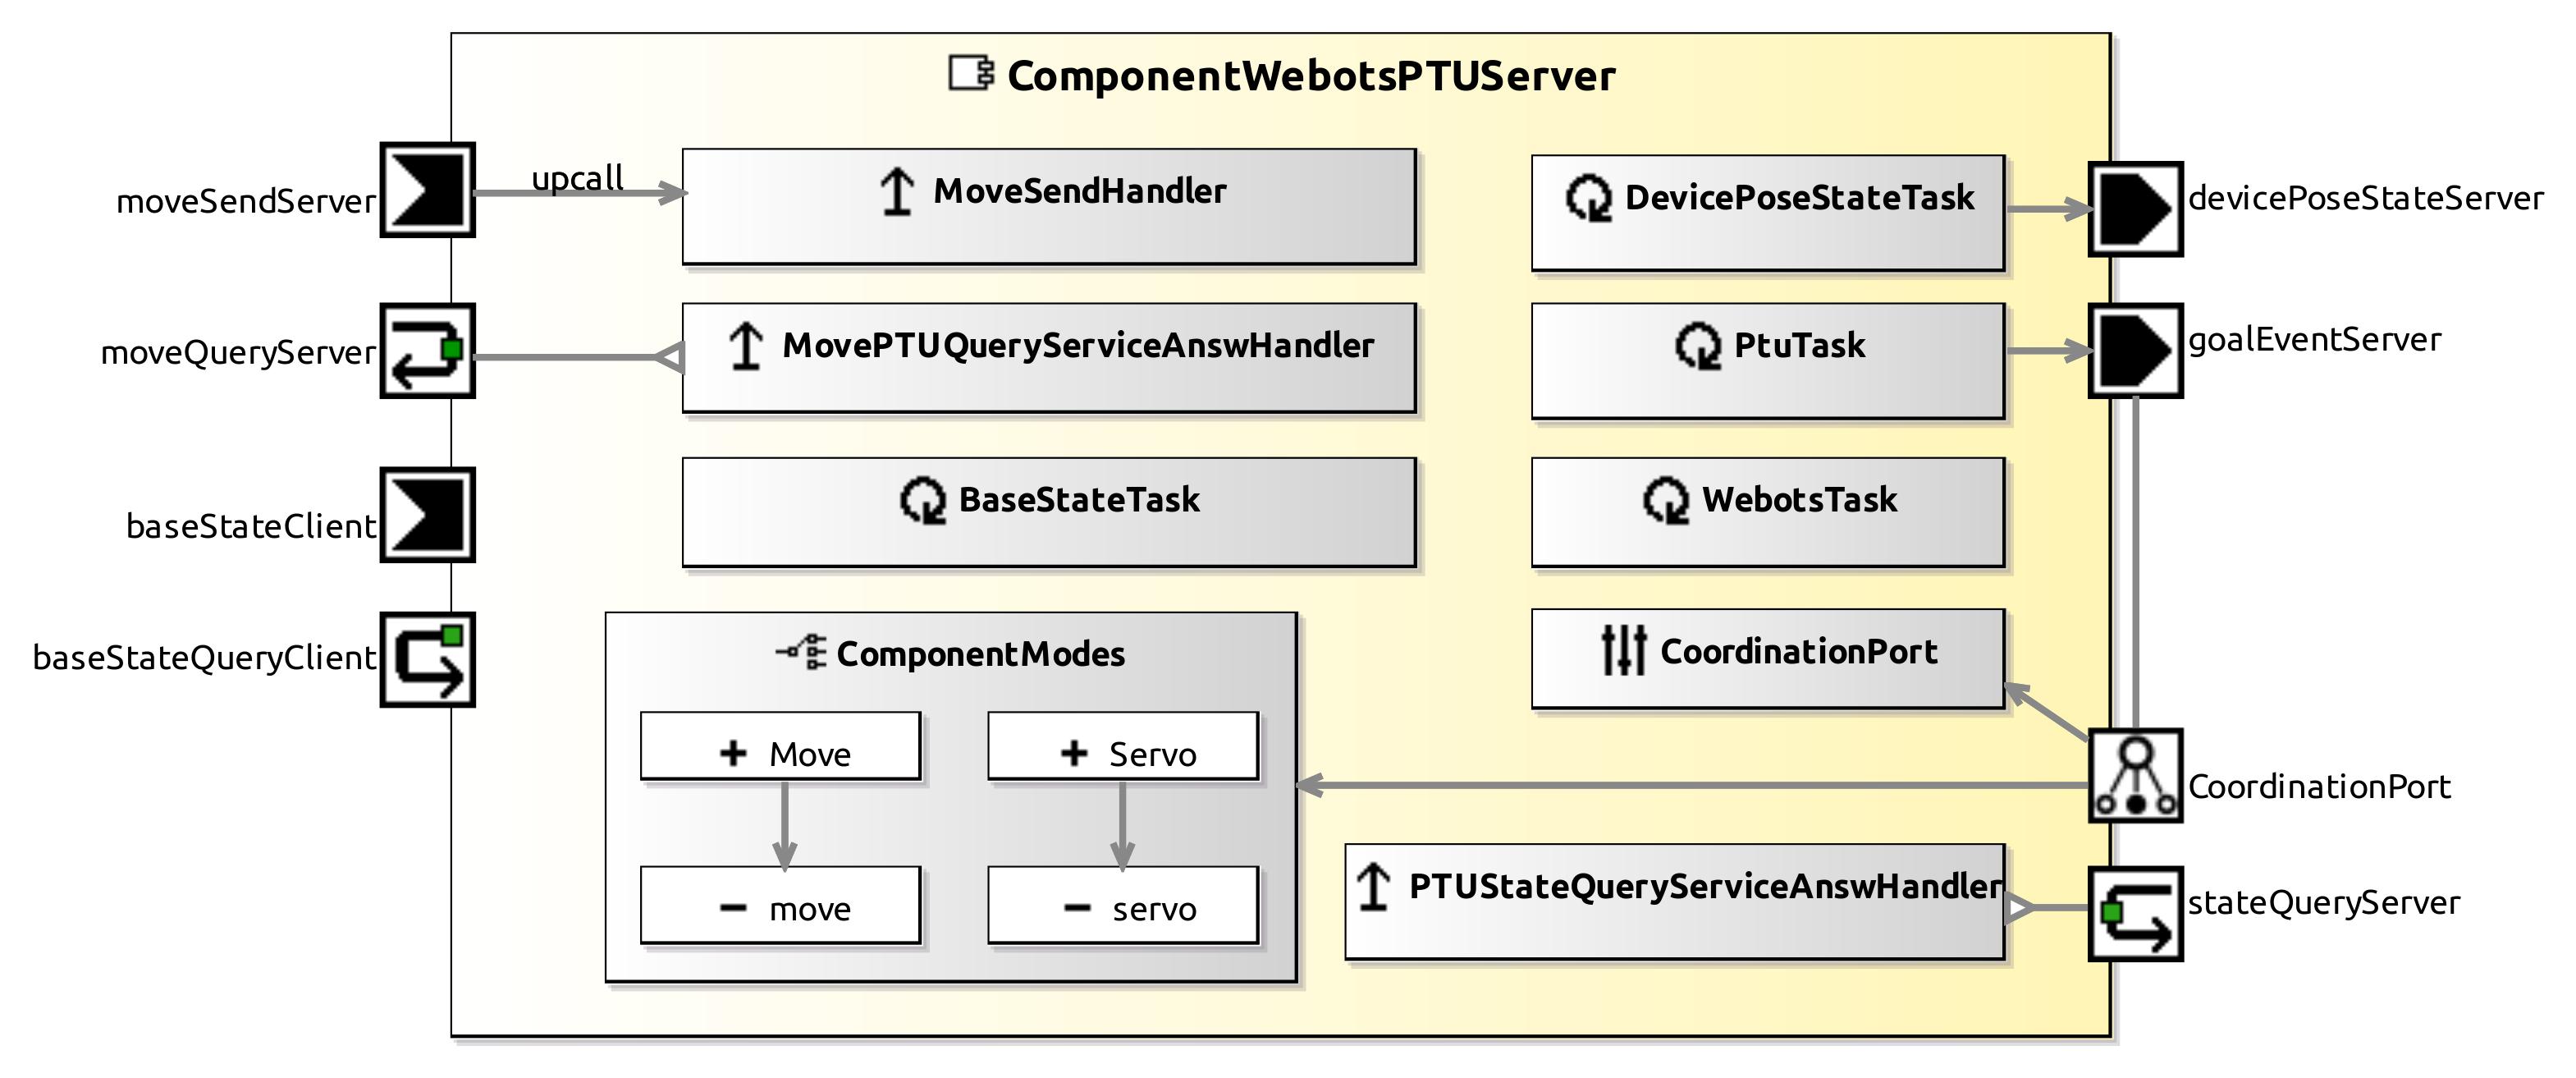 ComponentWebotsPTUServer
moveSendServer
upcall
MoveSendHandler
DevicePoseStateTask
devicePoseStateServer
moveQueryServer
MovePTUQueryServiceAnswHandler
PtuTask
goalEventServer
baseStateClient
BaseStateTask
WebotsTask
baseStateQueryClient
ComponentModes
CoordinationPort
Move
Servo
CoordinationPort
move
servo
PTUStateQueryServiceAnswHandler
stateQueryServer